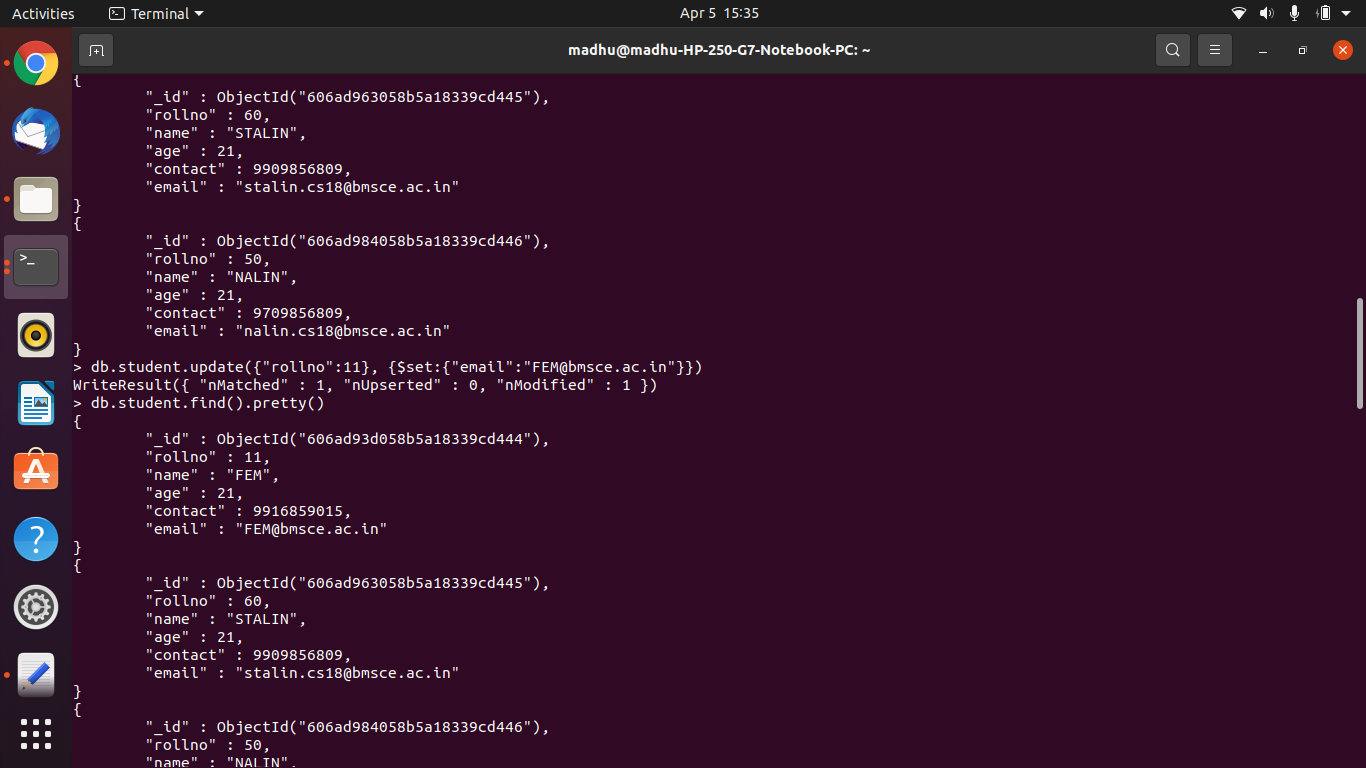 Activities Terminal Apr 5 15:35
madhu@madhu-HP-250-G7-Notebook-PC: ~
{
"_id" : ObjectId("606ad963058b5a18339cd445"),
"rollno" : 60,
"name" : "STALIN",
"age" : 21,
"contact" : 9909856809,
"email" : "stalin.cs18@bmsce.ac.in"
}
{
"_id" : ObjectId("606ad984058b5a18339cd446"),
"rollno" : 50,
"name" : "NALIN",
"age" : 21,
"contact" : 9709856809,
"email" : "nalin.cs18@bmsce.ac.in"
}
> db.student.update({"rollno":11}, {$set:{"email":"FEM@bmsce.ac.in"}})
WriteResult({ "nMatched" : 1, "nUpserted" : 0, "nModified" : 1 })
> db.student.find().pretty()
{
"_id" : ObjectId("606ad93d058b5a18339cd444"),
"rollno" : 11,
"name" : "FEM",
"age" : 21,
"contact" : 9916859015,
"email" : "FEM@bmsce.ac.in"
}
{
"_id" : ObjectId("606ad963058b5a18339cd445"),
"rollno" : 60,
"name" : "STALIN",
"age" : 21,
"contact" : 9909856809,
"email" : "stalin.cs18@bmsce.ac.in"
}
{
"_id" : ObjectId("606ad984058b5a18339cd446"),
"rollno" : 50,
"name" : "NALIN",